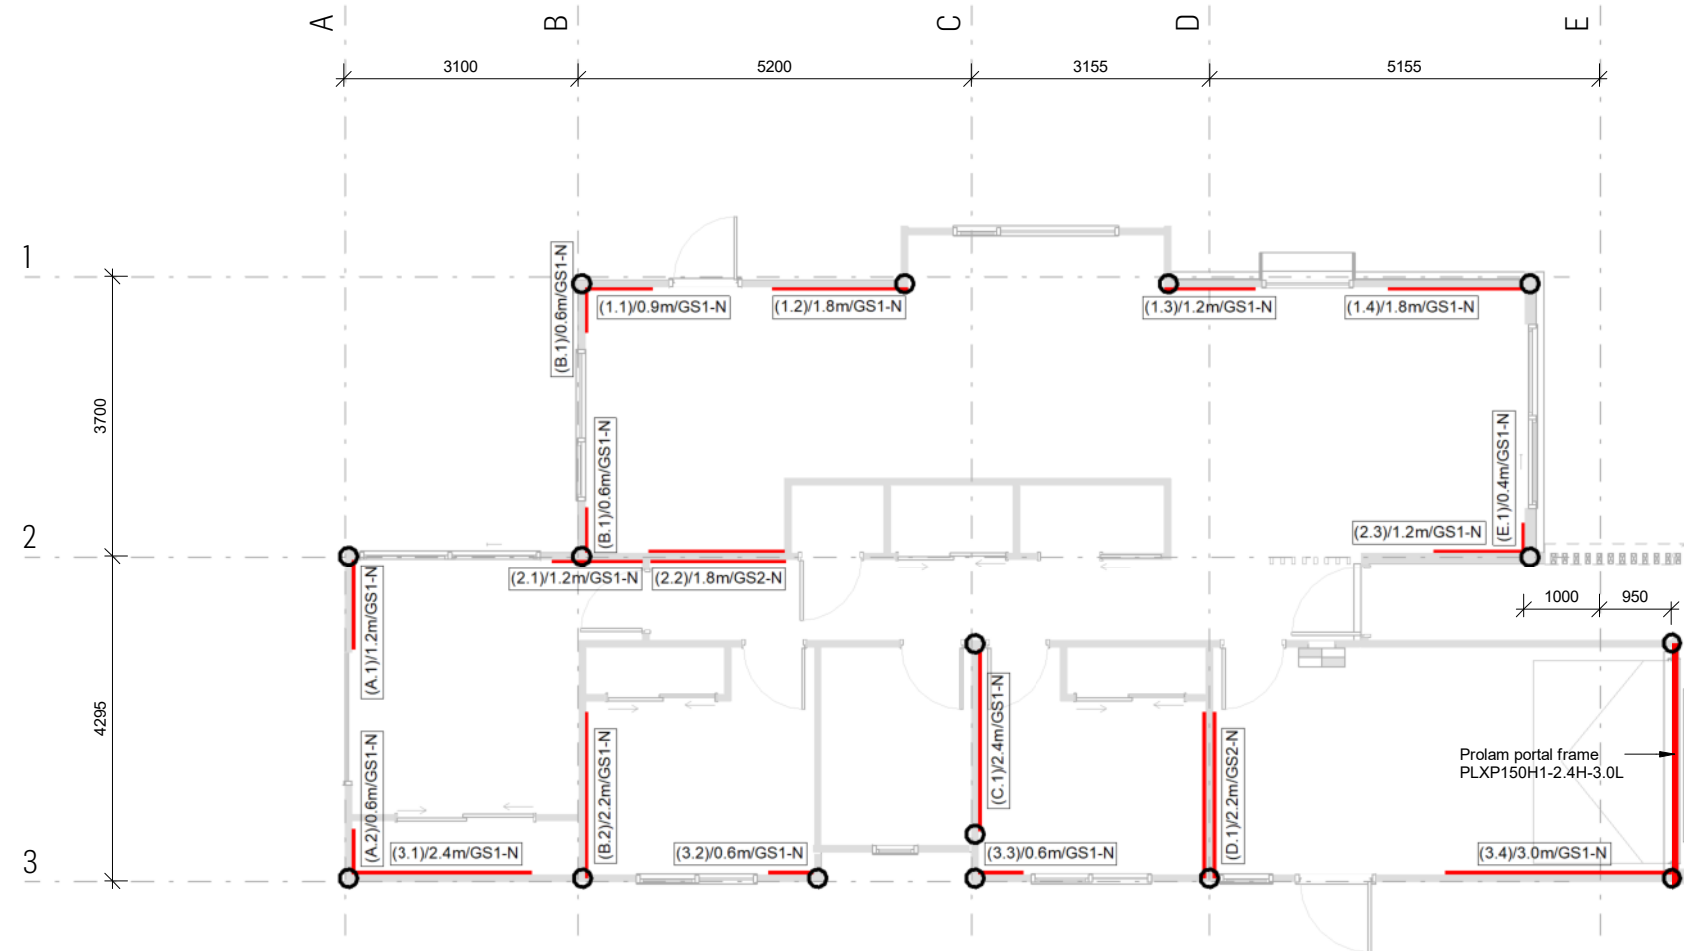 A
B
C
D
E
3100
5200
3155
5155
1
(B.1)/0.6m/GS1-N
(1.1)/0.9m/GS1-N
(1.2)/1.8m/GS1-N
(1.3)/1.2m/GS1-N
(1.4)/1.8m/GS1-N
3700
(B.1)/0.6m/GS1-N
(E.1)/0.4m/GS1-N
(2.3)/1.2m/GS1-N
2
(2.1)/1.2m/GS1-N
(2.2)/1.8m/GS2-N
1000
950
(A.1)/1.2m/GS1-N
4295
(C.1)/2.4m/GS1-N
(A.2)/0.6m/GS1-N
(B.2)/2.2m/GS1-N
(D.1)/2.2m/GS2-N
Prolam portal frame
PLXP150H1-2.4H-3.0L
3
(3.1)/2.4m/GS1-N
(3.2)/0.6m/GS1-N
(3.3)/0.6m/GS1-N
(3.4)/3.0m/GS1-N